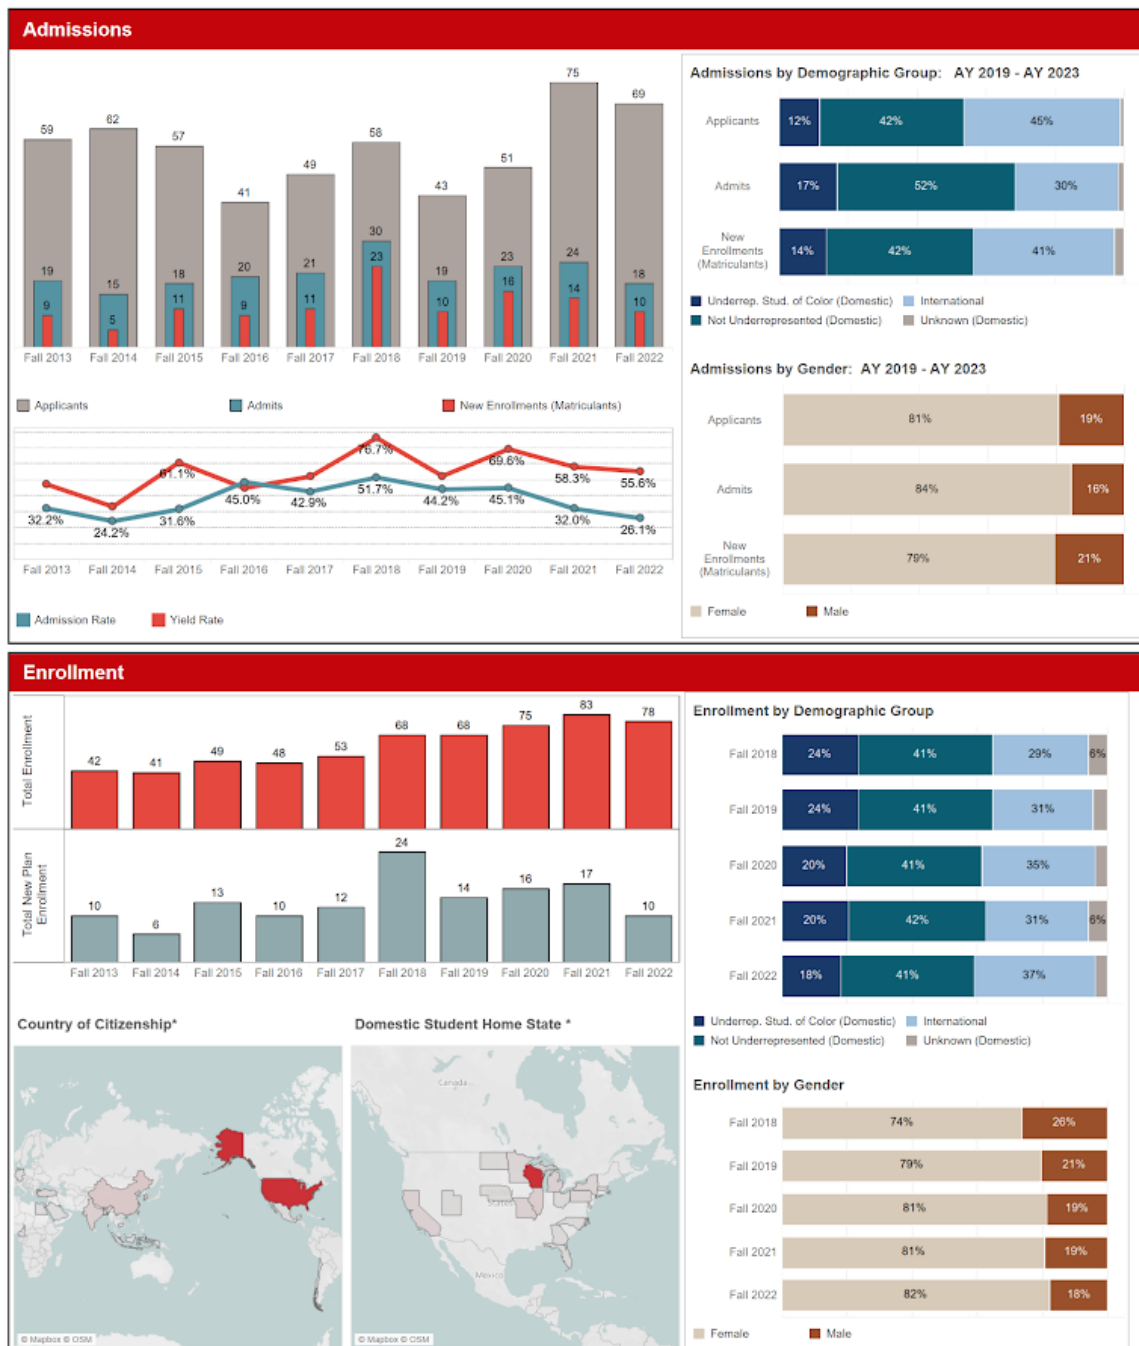 Admissions
75
69
62
59
58
57
51
49
43
41
30
24
23
23
21
20
19
19
18
18
15
16
14
11
11
10
10
9
9
5
Fall 2013 Fall 2014 Fall 2015 Fall 2016 Fall 2017 Fall 2018 Fall 2019 Fall 2020 Fall 2021 Fall 2022
Applicants Admits New Enrollments (Matriculants)
76.7%
69.6%
61.1%
58.3%
55.6%
45.0%
32.2%
24.2%
31.6%
42.9%
51.7%
44.2%
45.1%
32.0%
26.1%
Fall 2013 Fall 2014 Fall 2015 Fall 2016 Fall 2017 Fall 2018 Fall 2019 Fall 2020 Fall 2021 Fall 2022
Admission Rate Yield Rate
Admissions by Demographic Group: AY 2019 - AY 2023
Applicants 12% 42% 45%
Admits 17% 52% 30%
New
Enrollments
(Matriculants)
14% 42% 41%
Underrep. Stud. of Color (Domestic) International
Not Underrepresented (Domestic) Unknown (Domestic)
Admissions by Gender: AY 2019 - AY 2023
Applicants 81% 19%
Admits 84% 16%
New
Enrollments
(Matriculants)
79% 21%
Female Male
Enrollment
Total Enrollment
42 41 49 48 53 68 68 75 83 78
Total New Plan
Enrollment
10 6 13 10 12 24 14 16 17 10
Fall 2013 Fall 2014 Fall 2015 Fall 2016 Fall 2017 Fall 2018 Fall 2019 Fall 2020 Fall 2021 Fall 2022
Country of Citizenship*
© Mapbox © OSM
Domestic Student Home State *
Canada
States
Mexico
© Mapbox © OSM
Enrollment by Demographic Group
Fall 2018 24% 41% 29% 6%
Fall 2019 24% 41% 31%
Fall 2020 20% 41% 35%
Fall 2021 20% 42% 31% 6%
Fall 2022 18% 41% 37%
Underrep. Stud. of Color (Domestic) International
Not Underrepresented (Domestic) Unknown (Domestic)
Enrollment by Gender
Fall 2018 74% 26%
Fall 2019 79% 21%
Fall 2020 81% 19%
Fall 2021 81% 19%
Fall 2022 82% 18%
Female Male